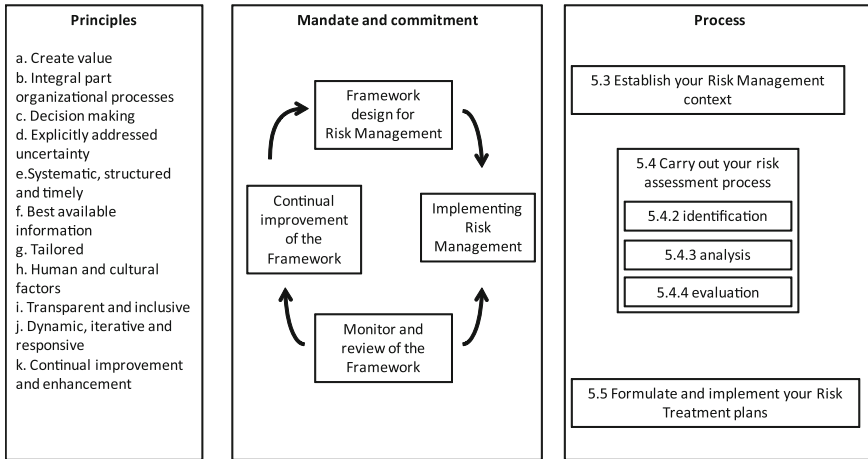 Principles
a. Create value
b. Integral part
organizational processes
c. Decision making
d. Explicitly addressed
uncertainty
e.Systematic, structured
and timely
f. Best available
information
g. Tailored
h. Human and cultural
factors
i. Transparent and inclusive
j. Dynamic, iterative and
responsive
k. Continual improvement
and enhancement
Mandate and commitment
Framework
design for
Risk Management
Continual
improvement
of the
Framework
Implementing
Risk
Management
Monitor and
review of the
Framework
Process
5.3 Establish your Risk Management
context
5.4 Carry out your risk
assessment process
5.4.2 identification
5.4.3 analysis
5.4.4 evaluation
5.5 Formulate and implement your Risk
Treatment plans